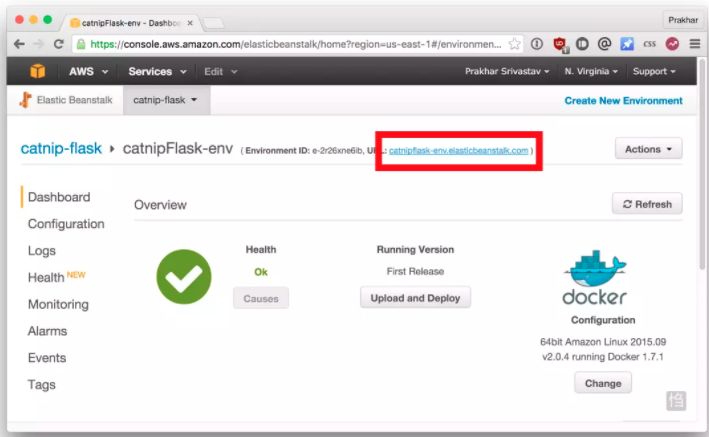 catnipFlask-env - Dashbo
Prakhar
https://console.aws.amazon.com/elasticbeanstalk/home?region=us-east-1#/environmen...
css
AWS Services Edit Prakhar Srivastav N. Virginia Support
Elastic Beanstalk catnip-flask Create New Environment
catnip-flask catnipFlask-env ( Environment ID: e-2r26xne6ib, U L: catnipflask-env.elasticbeanstalk.com ) Actions
Dashboard
Configuration
Logs
Health NEW
Monitoring
Alarms
Events
Tags
Overview Refresh
Health
Ok
Causes
Running Version
First Release
Upload and Deploy
docker
Configuration
64bit Amazon Linux 2015.09
v2.0.4 running Docker 1.7.1
Change